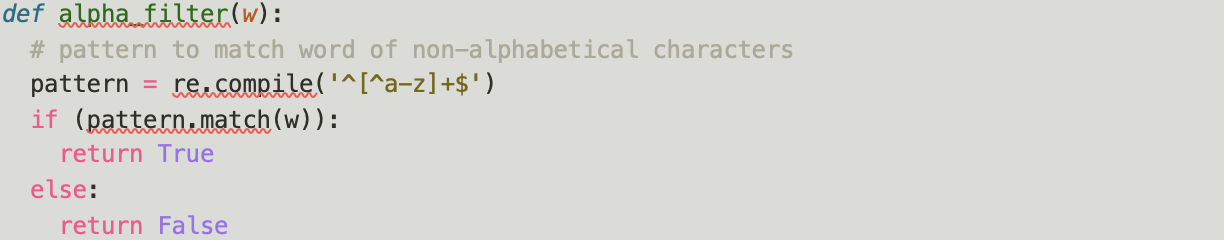 def alpha_filter(w):
  # pattern to match word of non-alphabetical characters
  pattern = re.compile('^[^a-z]+$')
  if (pattern.match(w)):
    return True
  else:
    return False